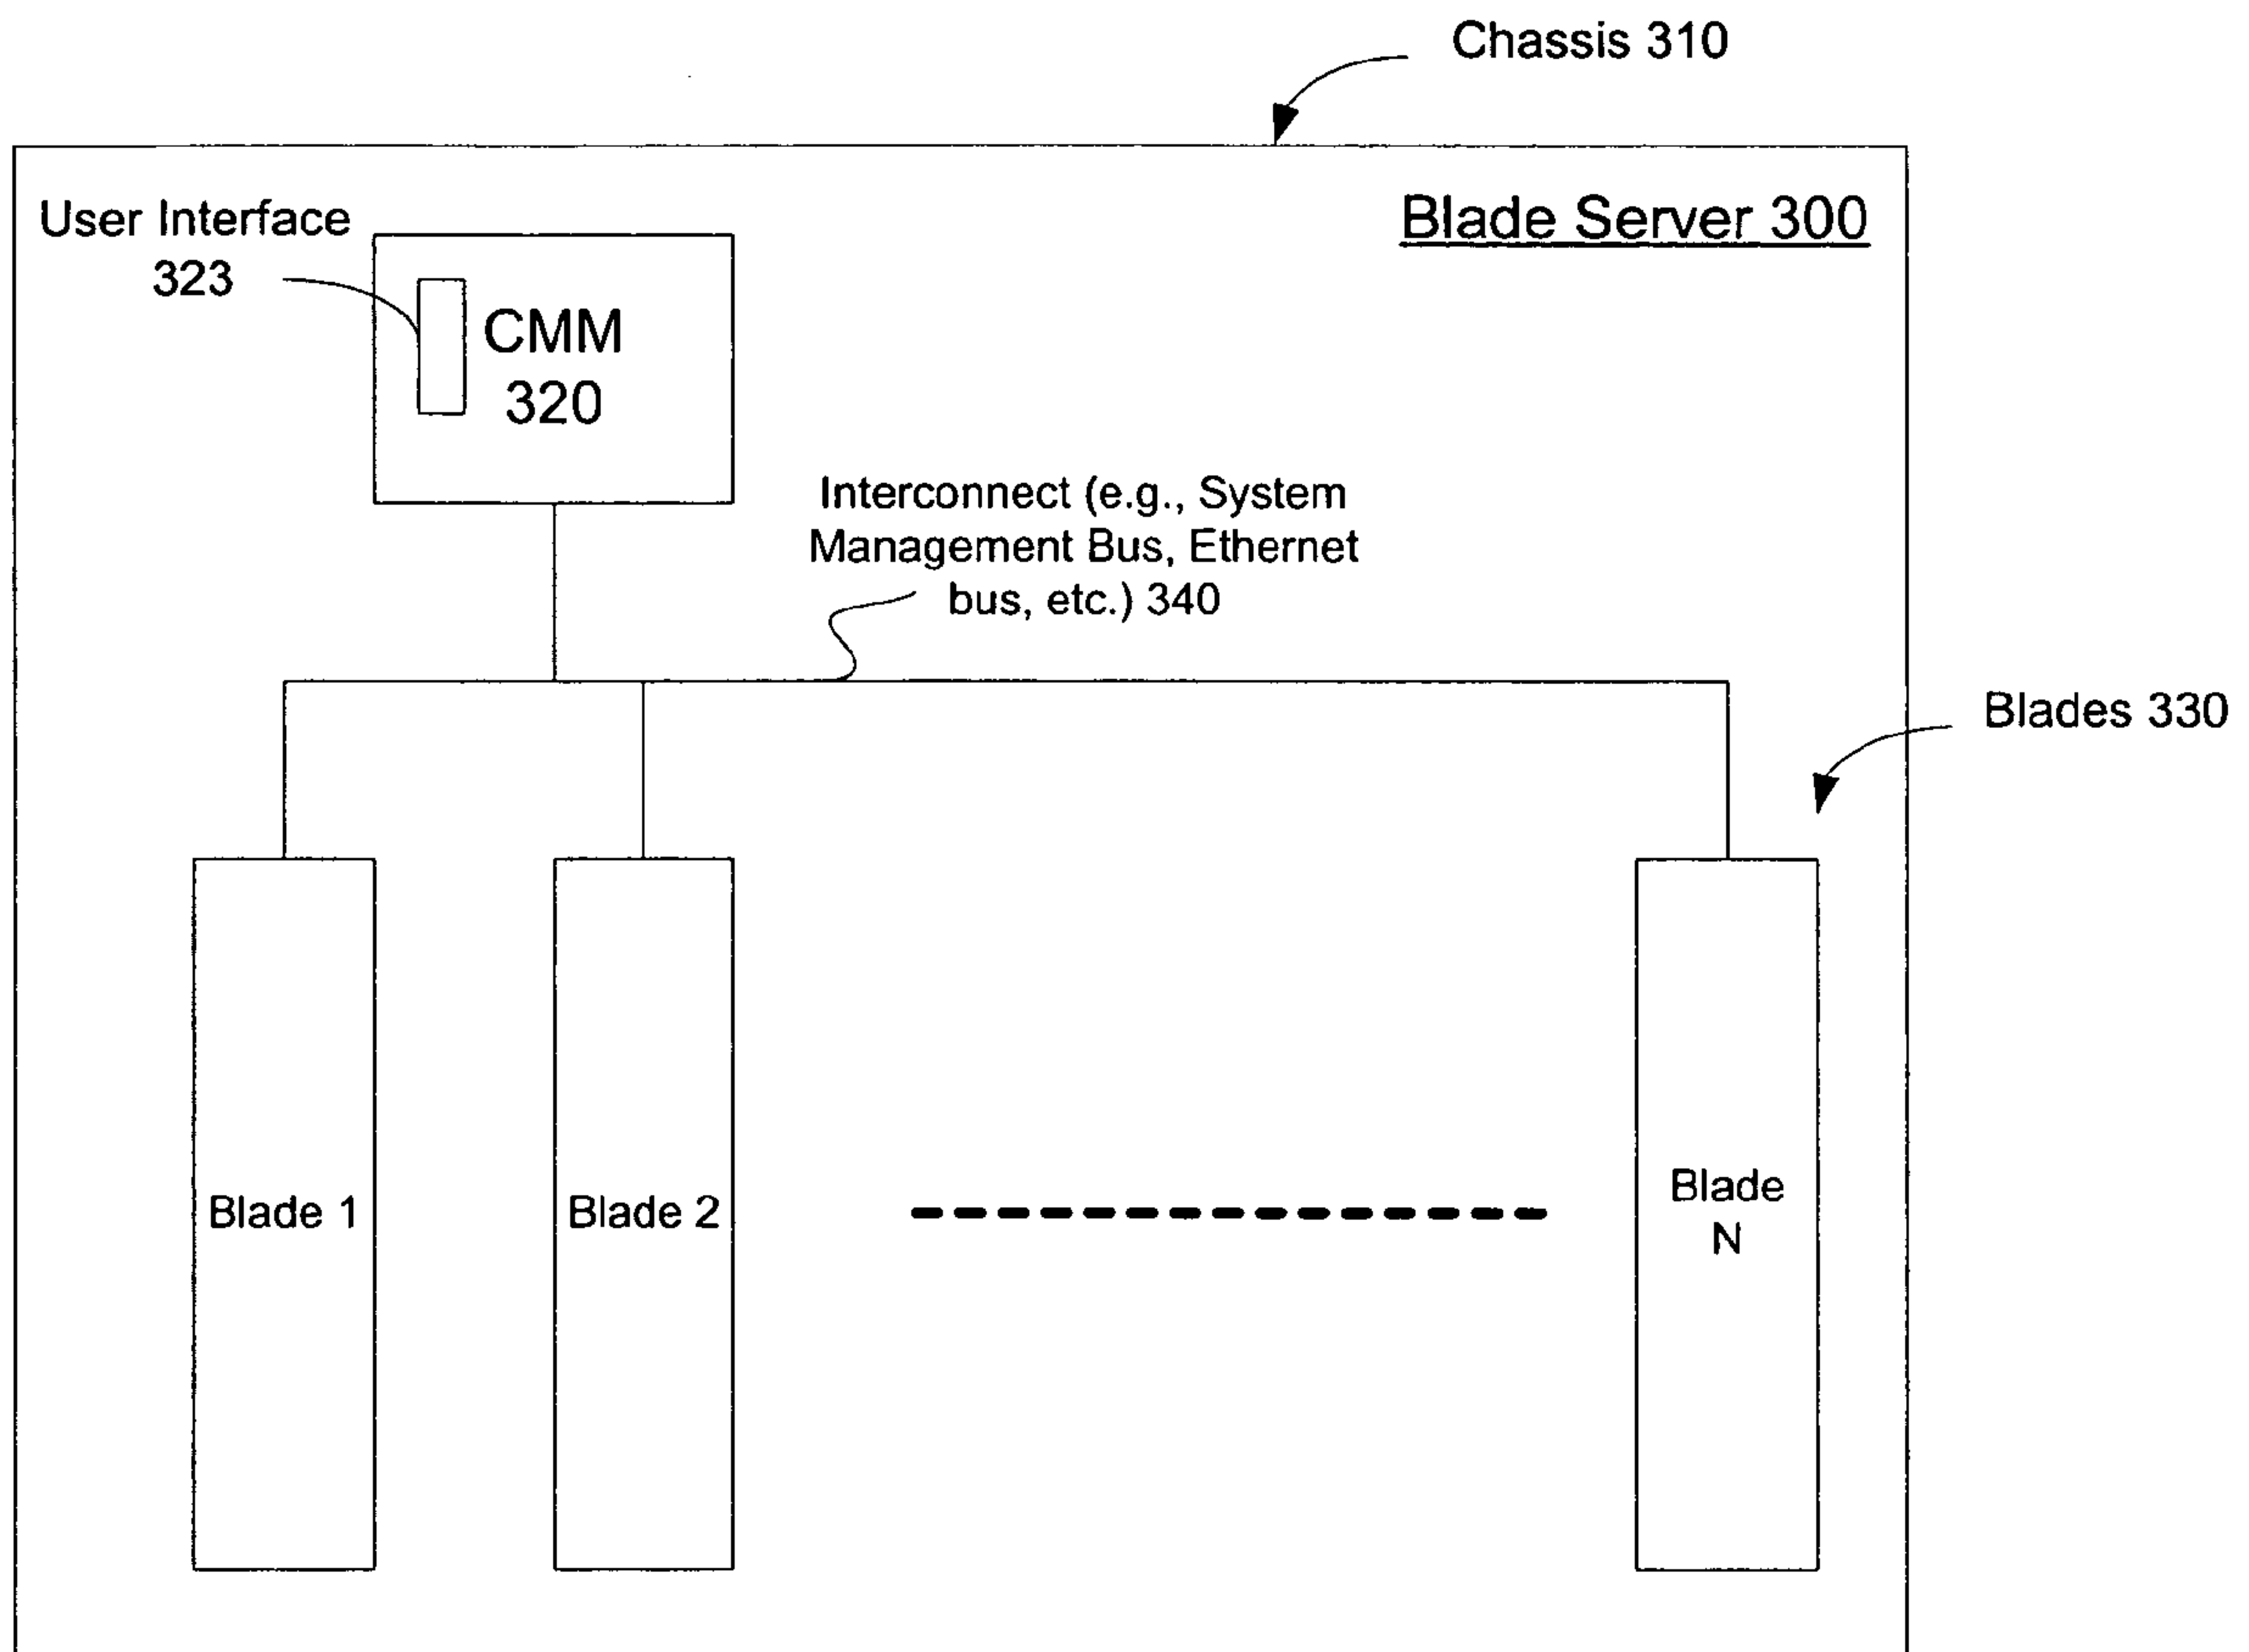 Chassis 310
Blade Server 300
User Interface
323
CMM
320
Interconnect (e.g., System
Management Bus, Ethernet
bus, etc.) 340
Blades 330
Blade 1
Blade 2
Blade
N